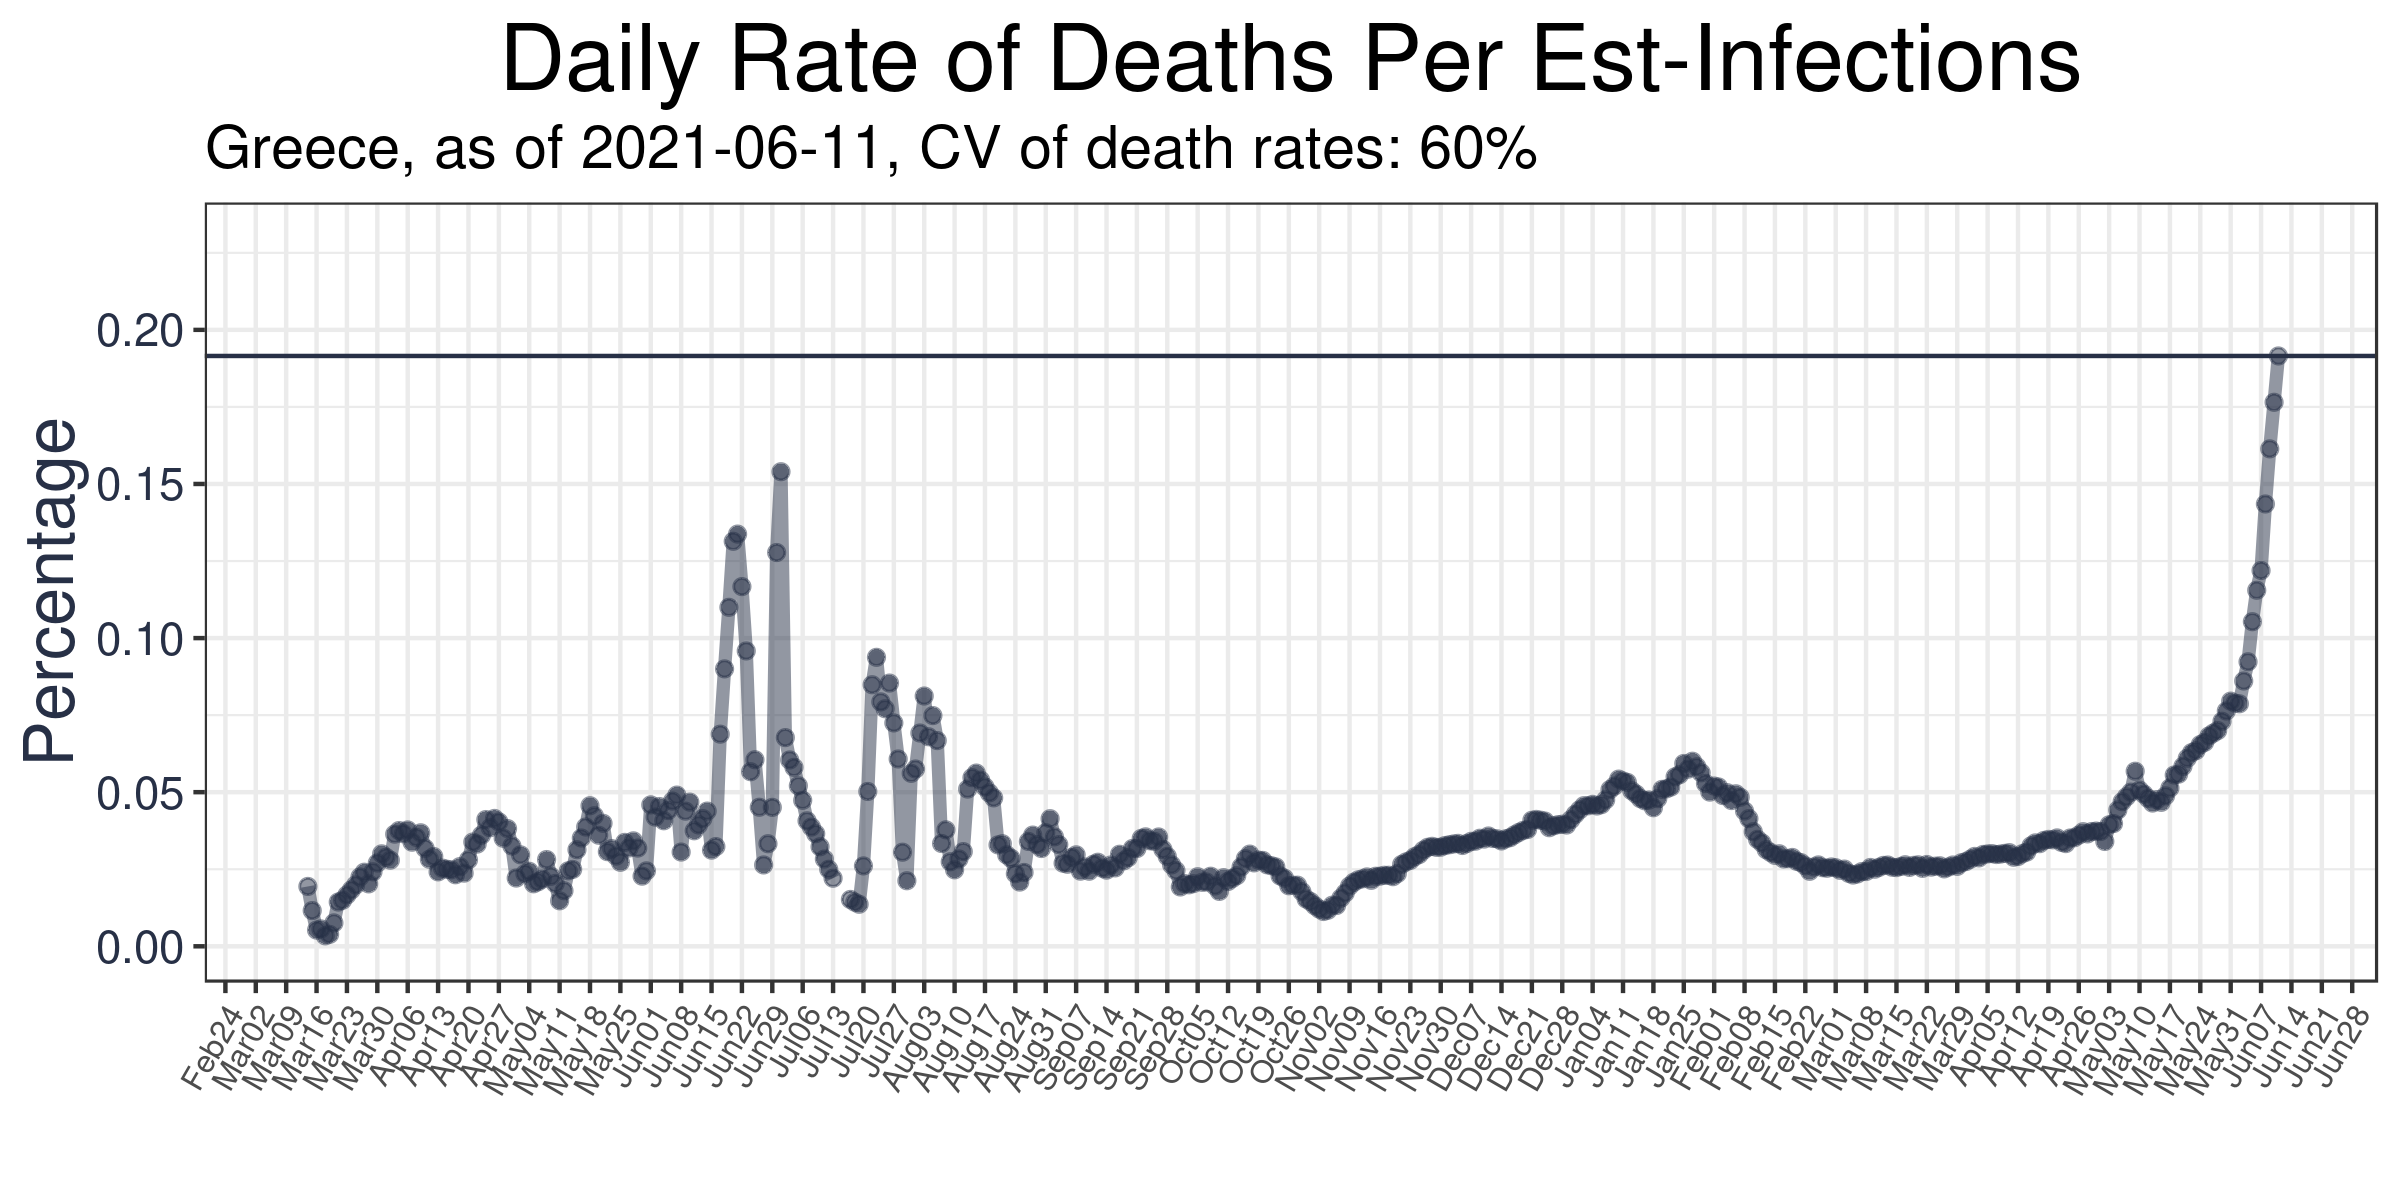 Daily Rate of Deaths Per Est-Infections
Greece, as of 2021-06-11, CV of death rates: 60%
Percentage
0.20
0.15
0.10
0.05
0.00
Feb24
Mar02
Mar09
Mar16
Mar23
Mar30
Apr06
Apr13
Apr20
Apr27
May04
May11
May18
May25
Jun01
Jun08
Jun15
Jun22
Jun29
Jul06
Jul13
Jul20
Jul27
Aug03
Aug10
Aug17
Aug24
Aug31
Sep07
Sep14
Sep21
Sep28
Oct05
Oct12
Oct19
Oct26
Nov02
Nov09
Nov16
Nov23
Nov30
Dec07
Dec14
Dec21
Dec28
Jan04
Jan11
Jan18
Jan25
Feb01
Feb08
Feb15
Feb22
Mar01
Mar08
Mar15
Mar22
Mar29
Apr05
Apr12
Apr19
Apr26
May03
May10
May17
May24
May31
Jun07
Jun14
Jun21
Jun28